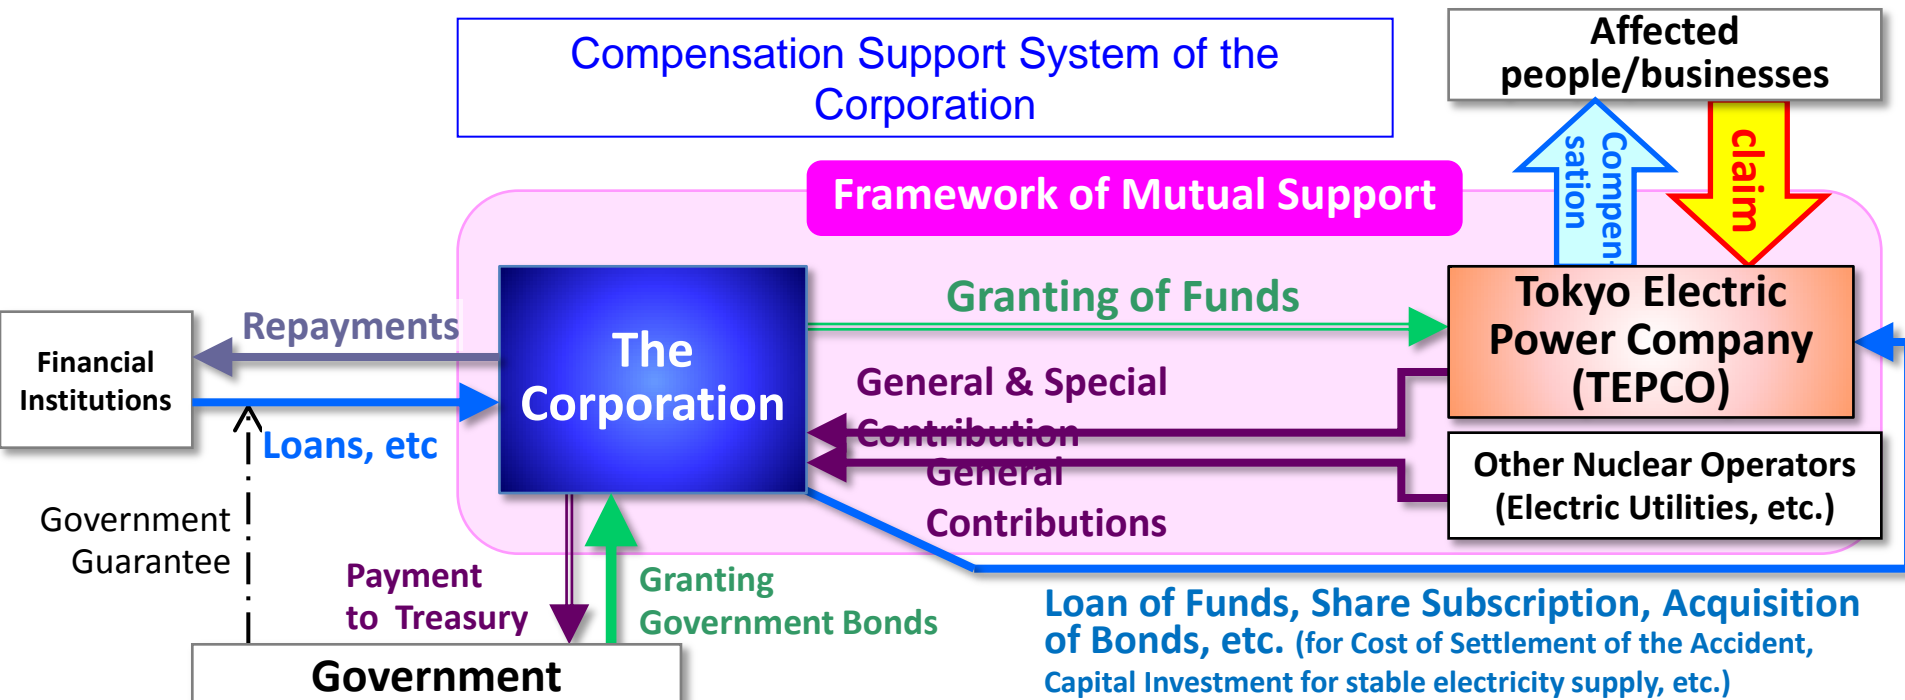 Compensation Support System of the
Corporation
Affected
people/businesses
Compen-
sation
claim
Framework of Mutual Support
Granting of Funds
Tokyo Electric
Power Company
(TEPCO)
Repayments
Financial
Institutions
The
Corporation
General & Special
Contribution
Loans, etc
General
Contributions
Other Nuclear Operators
(Electric Utilities, etc.)
Government
Guarantee
Payment
to Treasury
Granting
Government Bonds
Loan of Funds, Share Subscription, Acquisition
of Bonds, etc. (for Cost of Settlement of the Accident,
Capital Investment for stable electricity supply, etc.)
Government